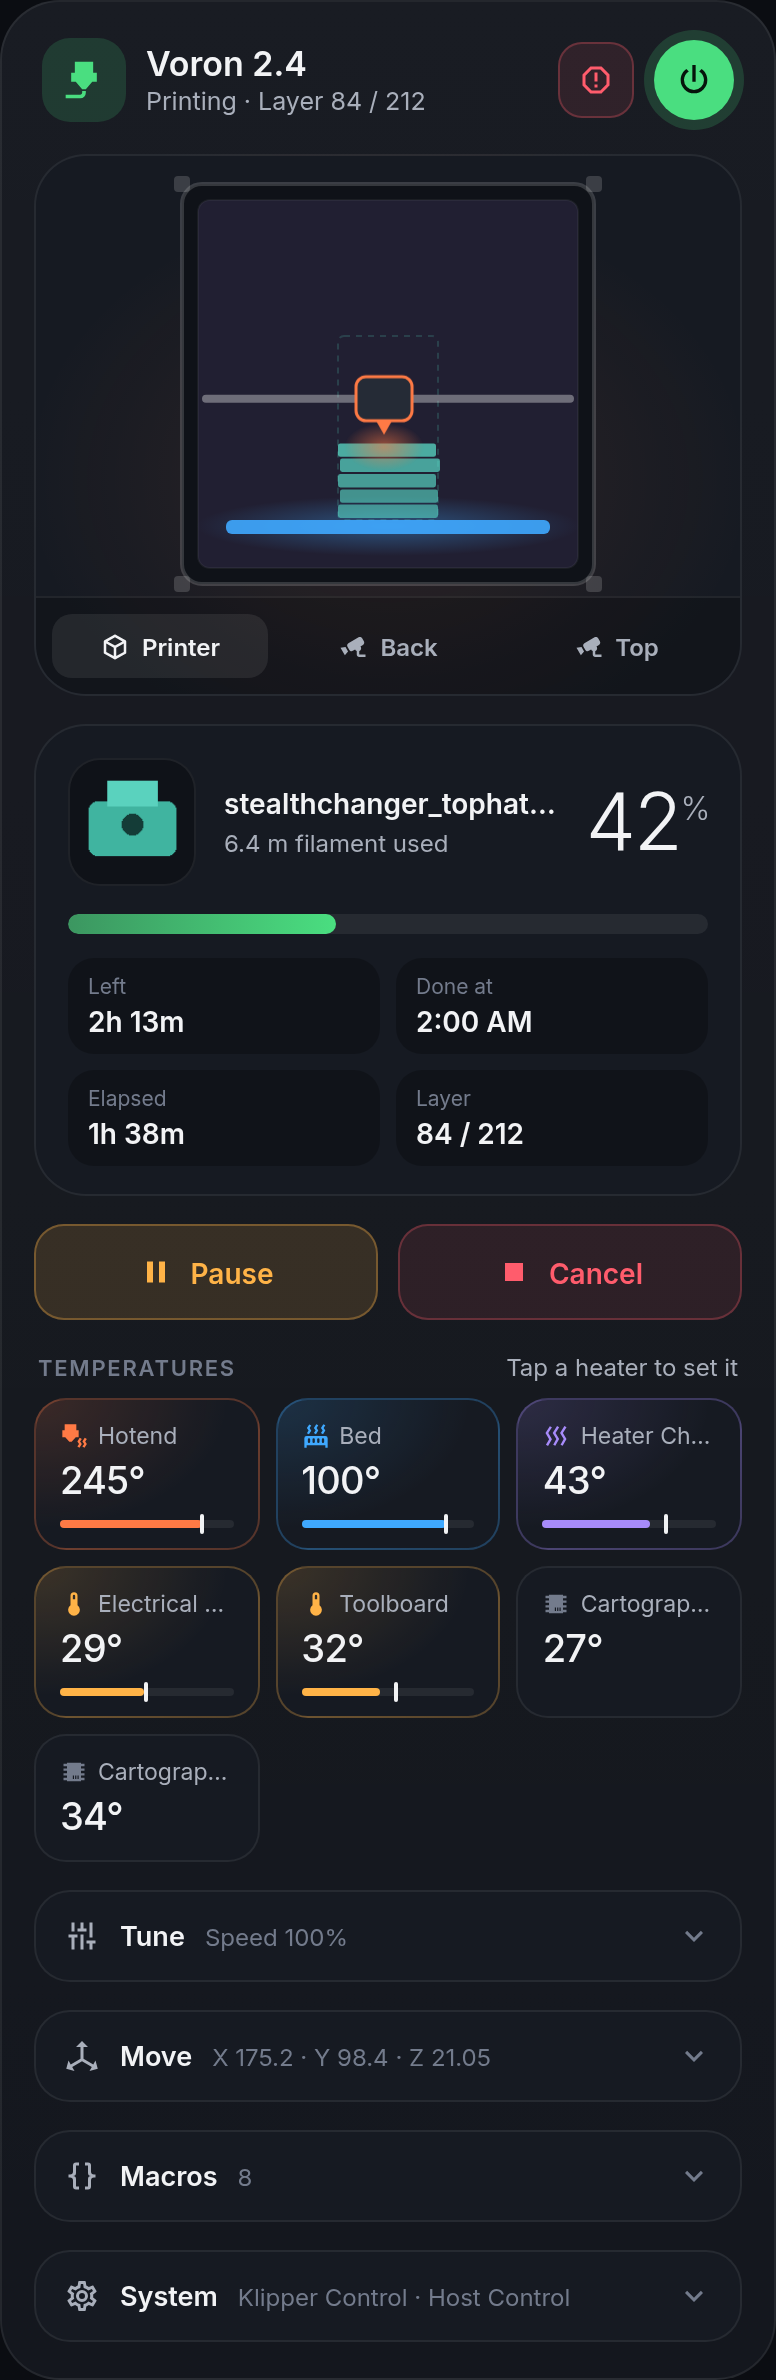 Voron 2.4
Printing · Layer 84 / 212
Printer
Back
Top
stealthchanger_tophat...
6.4 m filament used
42%
Left
2h 13m
Done at
2:00 AM
Elapsed
1h 38m
Layer
84 / 212
Pause
Cancel
TEMPERATURES
Tap a heater to set it
Hotend
245°
Bed
100°
Heater Ch...
43°
Electrical ...
29°
Toolboard
32°
Cartograp...
27°
Cartograp...
34°
Tune Speed 100%
Move X 175.2 · Y 98.4 · Z 21.05
Macros 8
System Klipper Control · Host Control